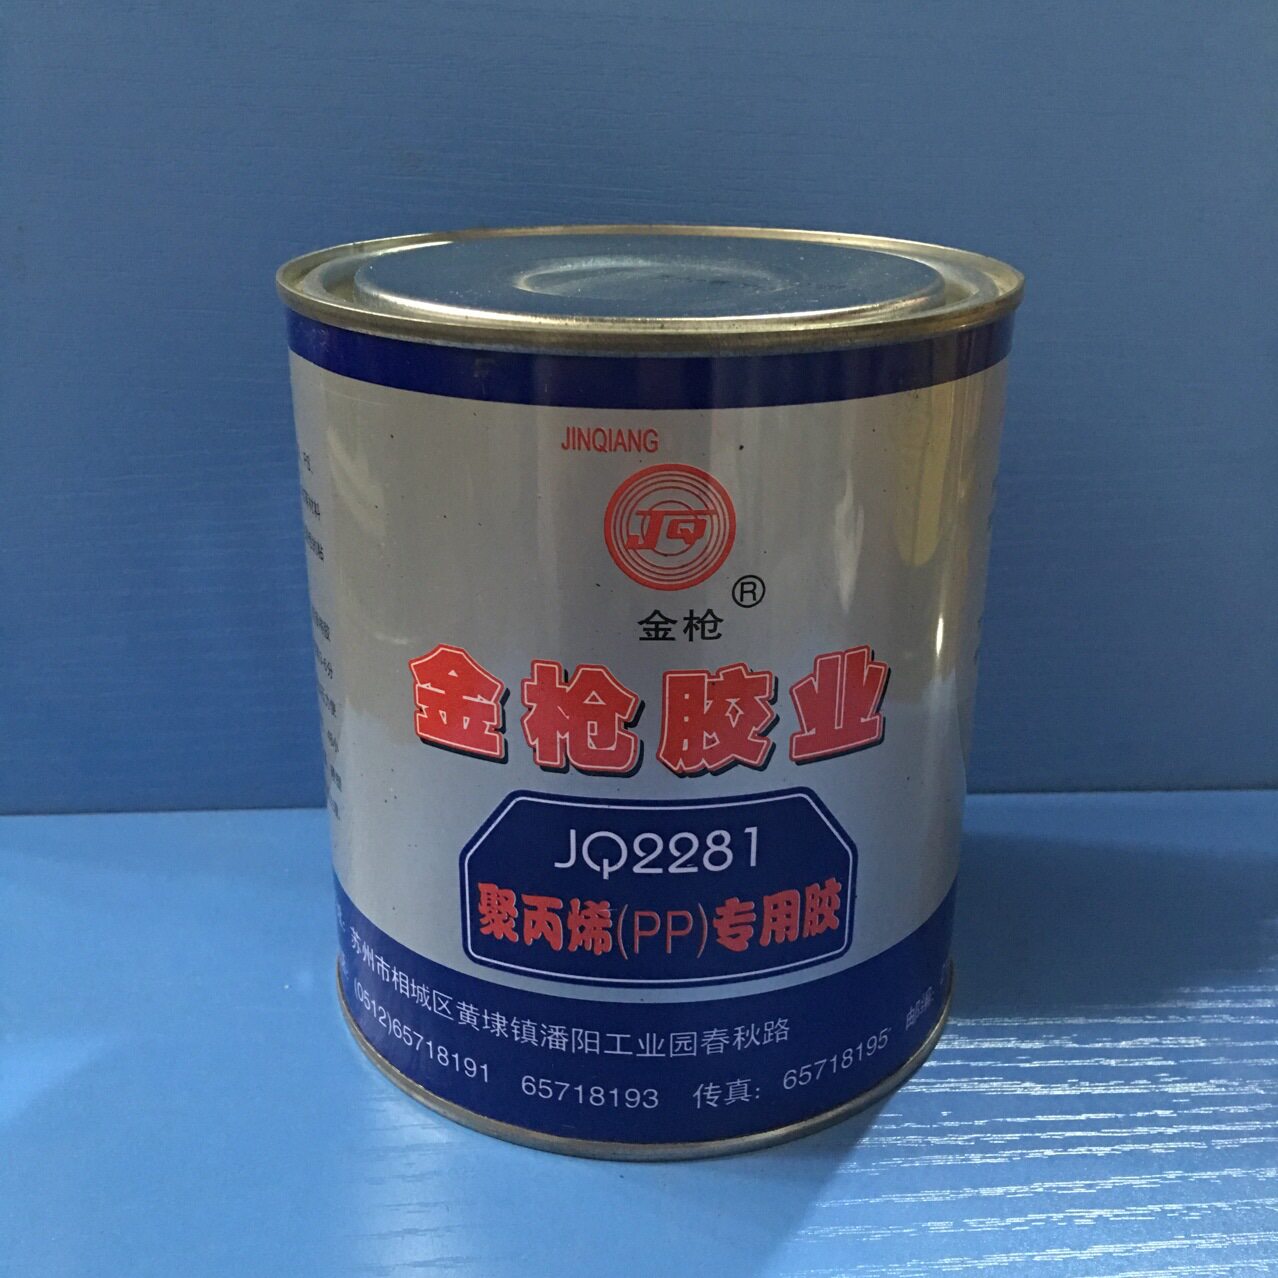 JINQIANG
JQ
®
金枪
金枪胶业
JQ2281
聚丙烯(PP)专用胶
苏州市相城区黄埭镇潘阳工业园春秋路
(0512)65718191 65718193 传真: 65718195 邮编: